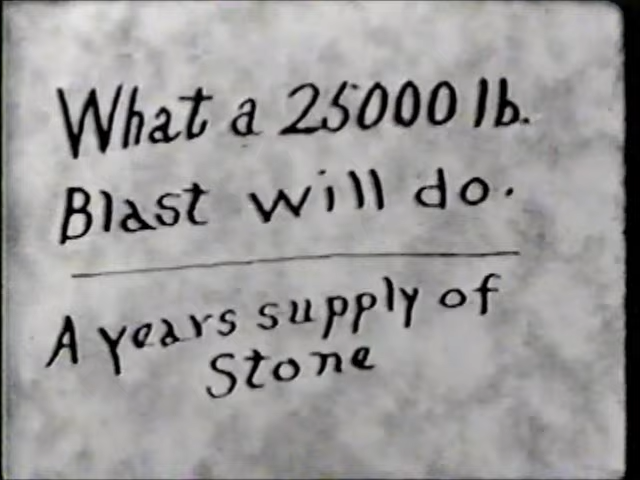 What a 25000 lb.
Blast will do.
A years supply of
Stone